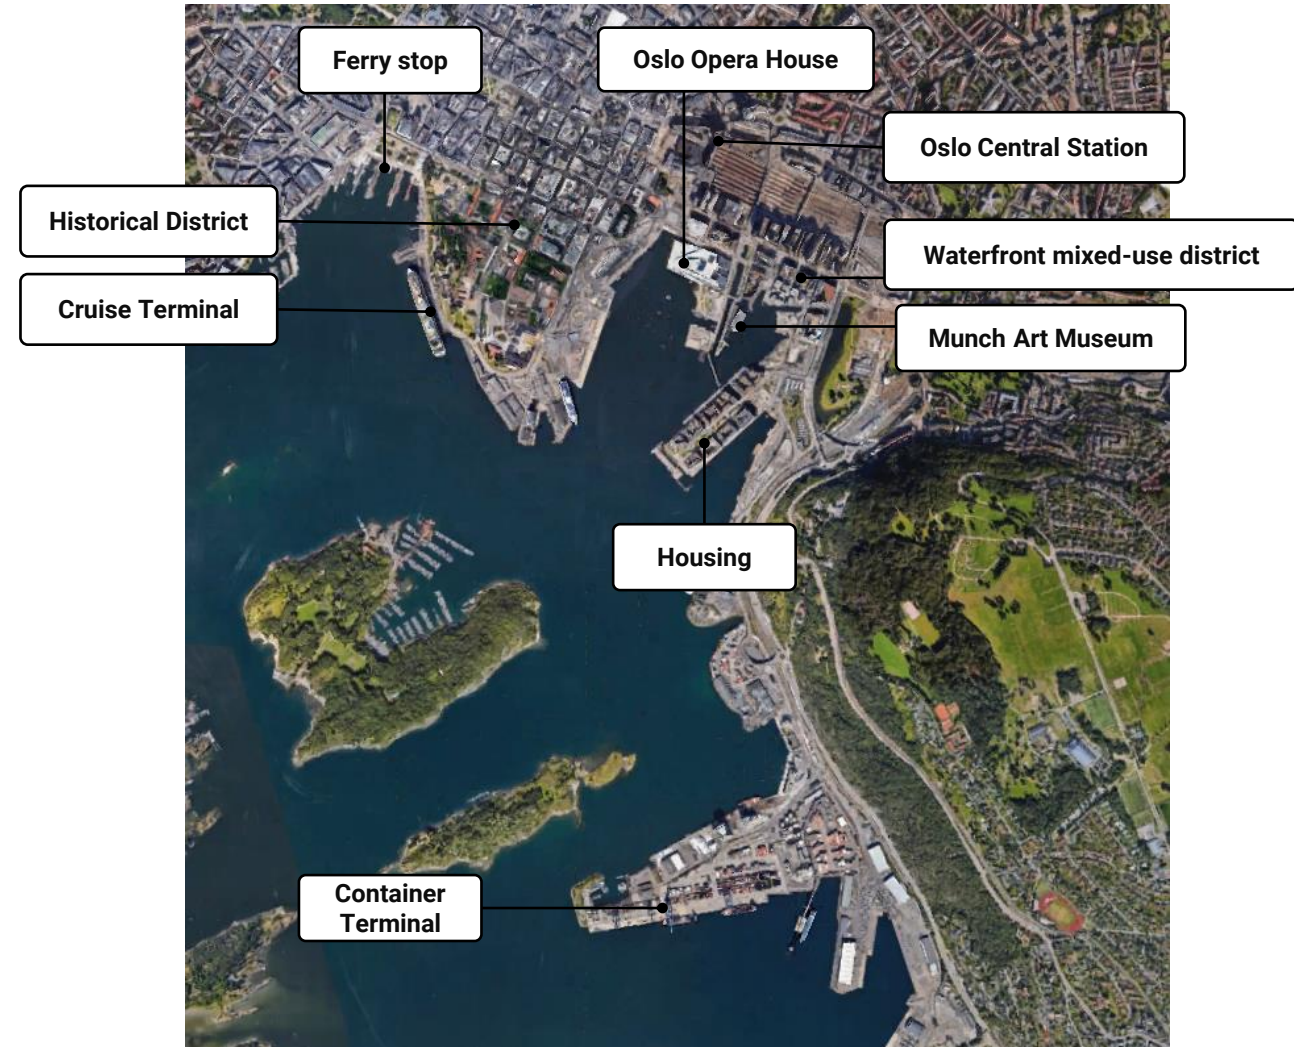 Ferry stop
Oslo Opera House
Oslo Central Station
Historical District
Waterfront mixed-use district
Cruise Terminal
Munch Art Museum
Housing
Container
Terminal